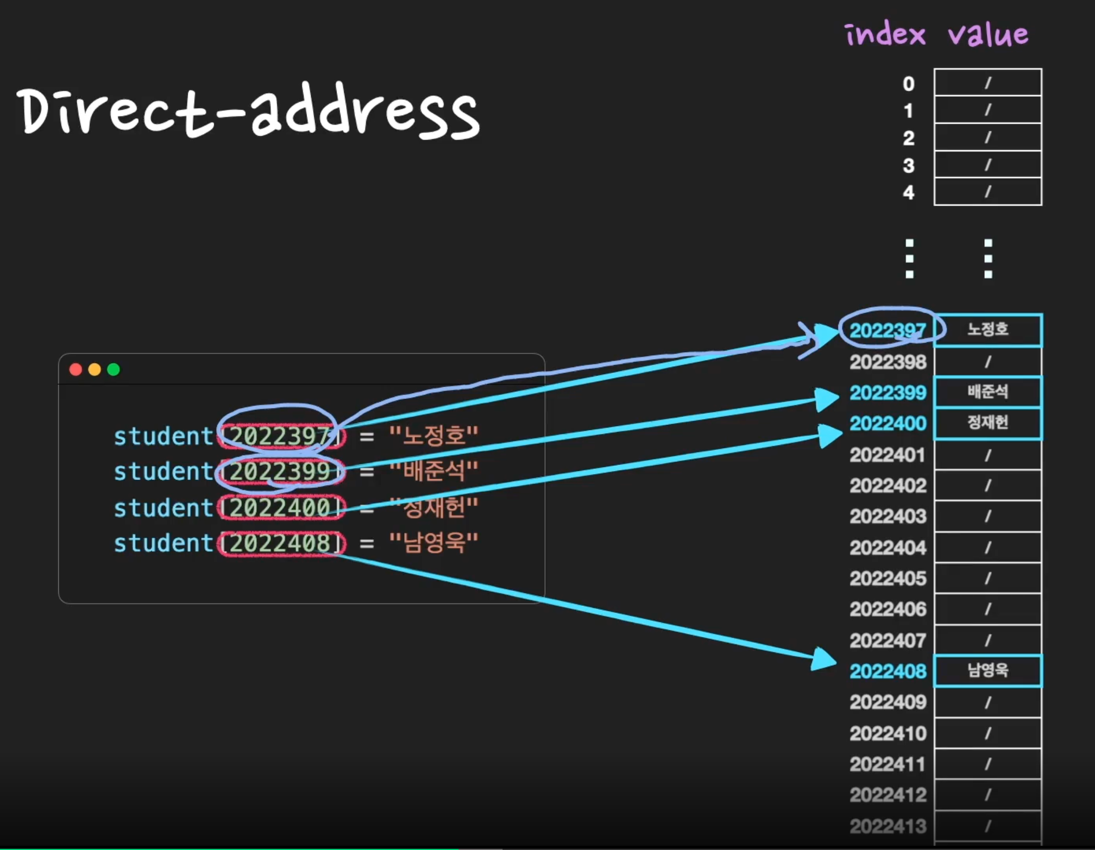 Direct-address
student[2022397] = "노정호"
student[2022399] = "배준석"
student[2022400] = "정재헌"
student[2022408] = "남영욱"
index value
0 /
1 /
2 /
3 /
4 /
2022397 노정호
2022398 /
2022399 배준석
2022400 정재헌
2022401 /
2022402 /
2022403 /
2022404 /
2022405 /
2022406 /
2022407 /
2022408 남영욱
2022409 /
2022410 /
2022411 /
2022412 /
2022413 /